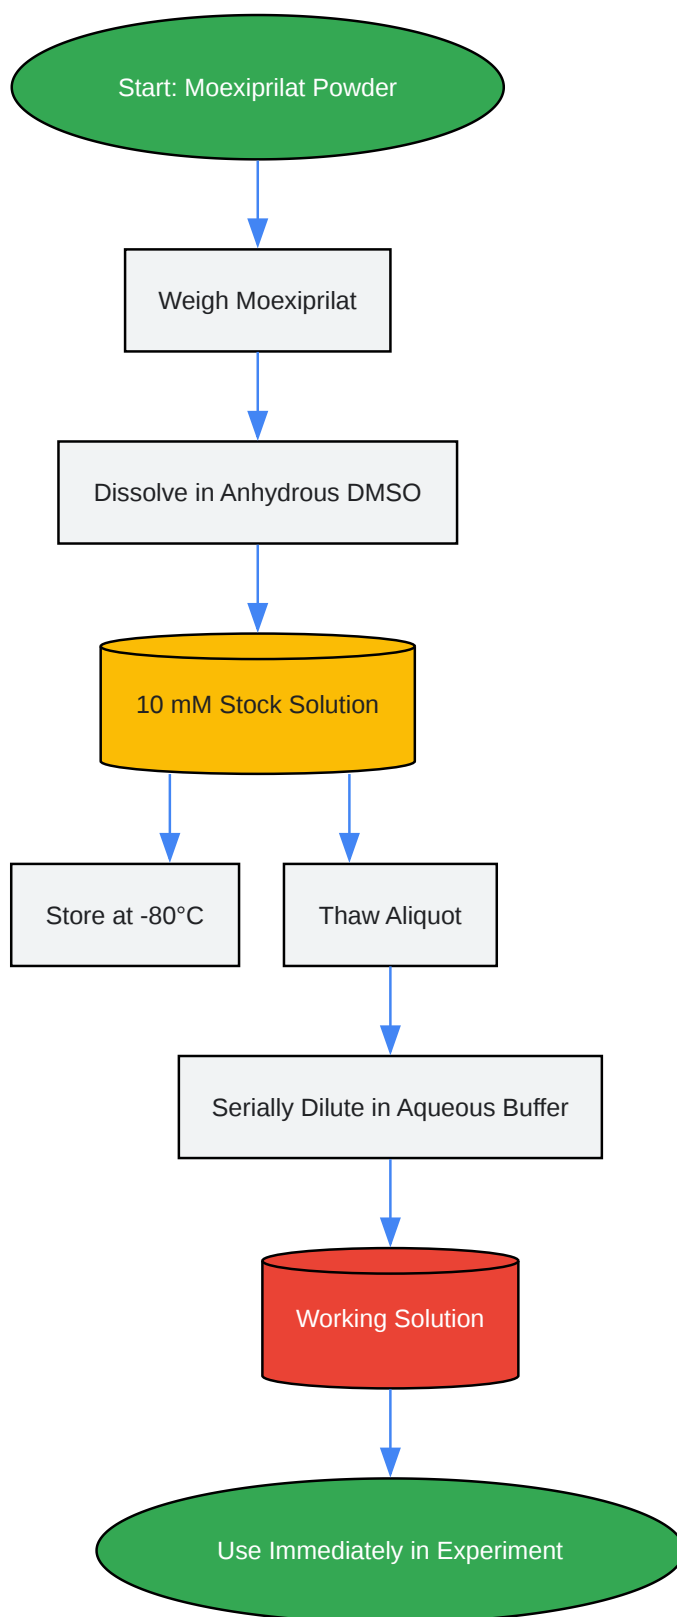 Start: Moexiprilat Powder
Weigh Moexiprilat
Dissolve in Anhydrous DMSO
10 mM Stock Solution
Store at -80°C
Thaw Aliquot
Serially Dilute in Aqueous Buffer
Working Solution
Use Immediately in Experiment